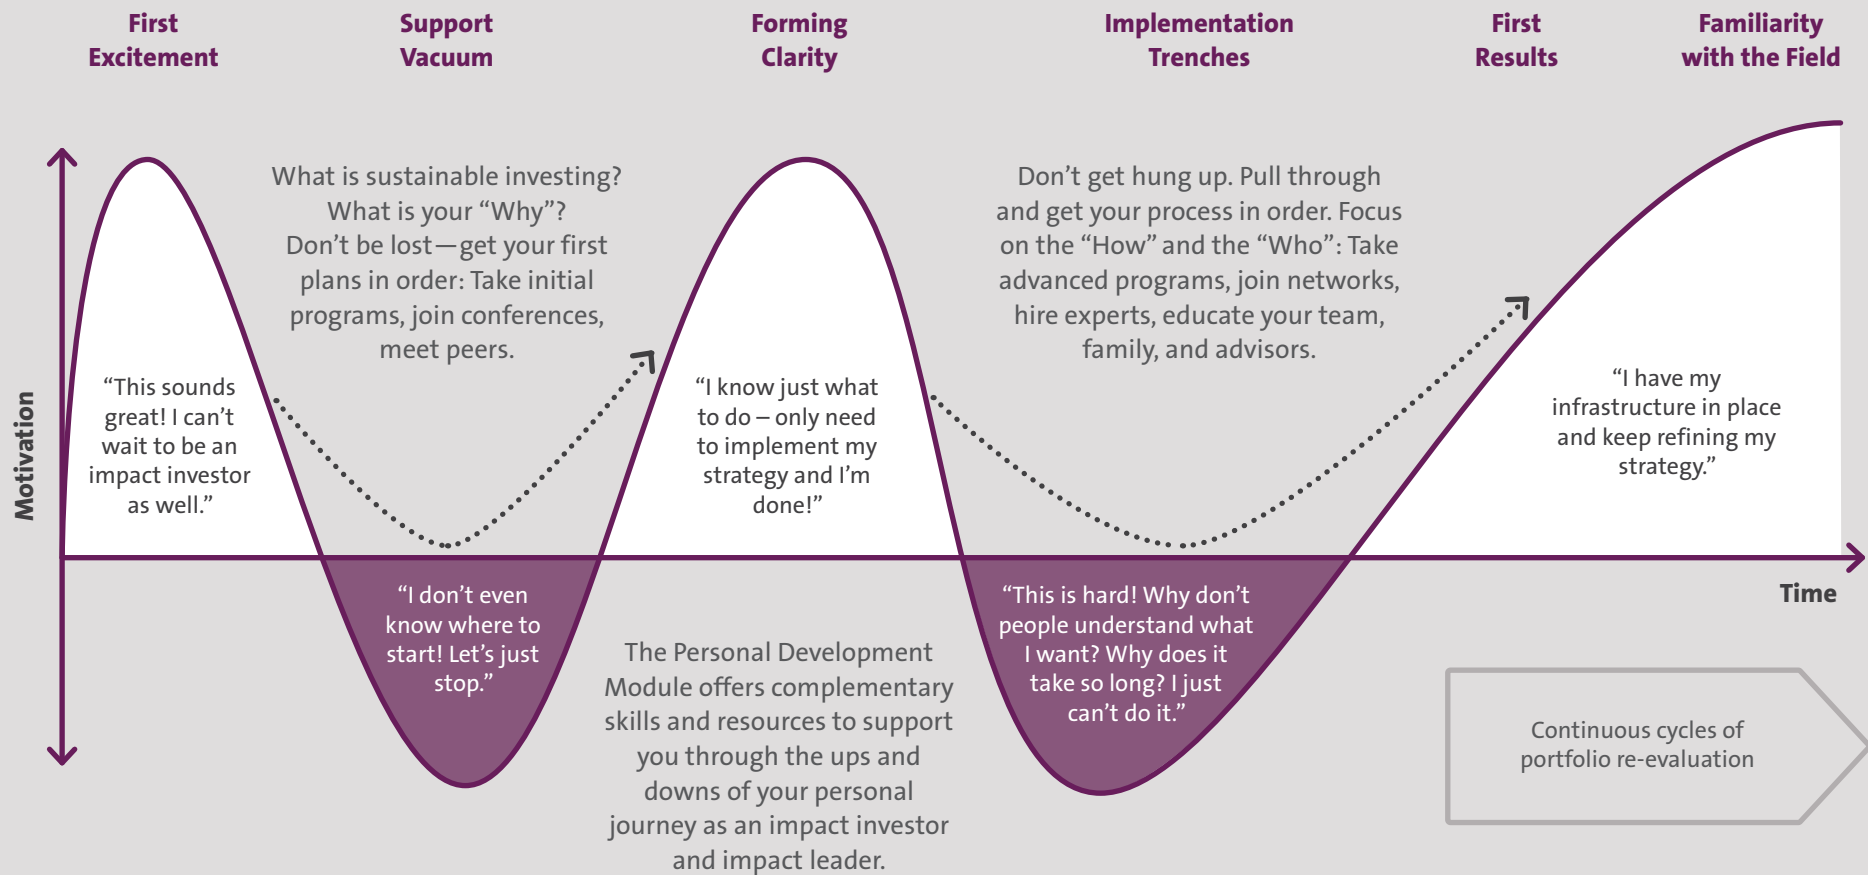 First
Excitement
Support
Vacuum
Forming
Clarity
Implementation
Trenches
First
Results
Familiarity
with the Field
What is sustainable investing?
What is your “Why”?
Don’t be lost—get your first
plans in order: Take initial
programs, join conferences,
meet peers.
Don’t get hung up. Pull through
and get your process in order. Focus
on the “How” and the “Who”: Take
advanced programs, join networks,
hire experts, educate your team,
family, and advisors.
Motivation
“This sounds
great! I can’t
wait to be an
impact investor
as well.”
“I know just what
to do – only need
to implement my
strategy and I’m
done!”
“I have my
infrastructure in place
and keep refining my
strategy.”
Time
“I don’t even
know where to
start! Let’s just
stop.”
The Personal Development
Module offers complementary
skills and resources to support
you through the ups and
downs of your personal
journey as an impact investor
and impact leader.
“This is hard! Why don’t
people understand what
I want? Why does it
take so long? I just
can’t do it.”
Continuous cycles of
portfolio re-evaluation